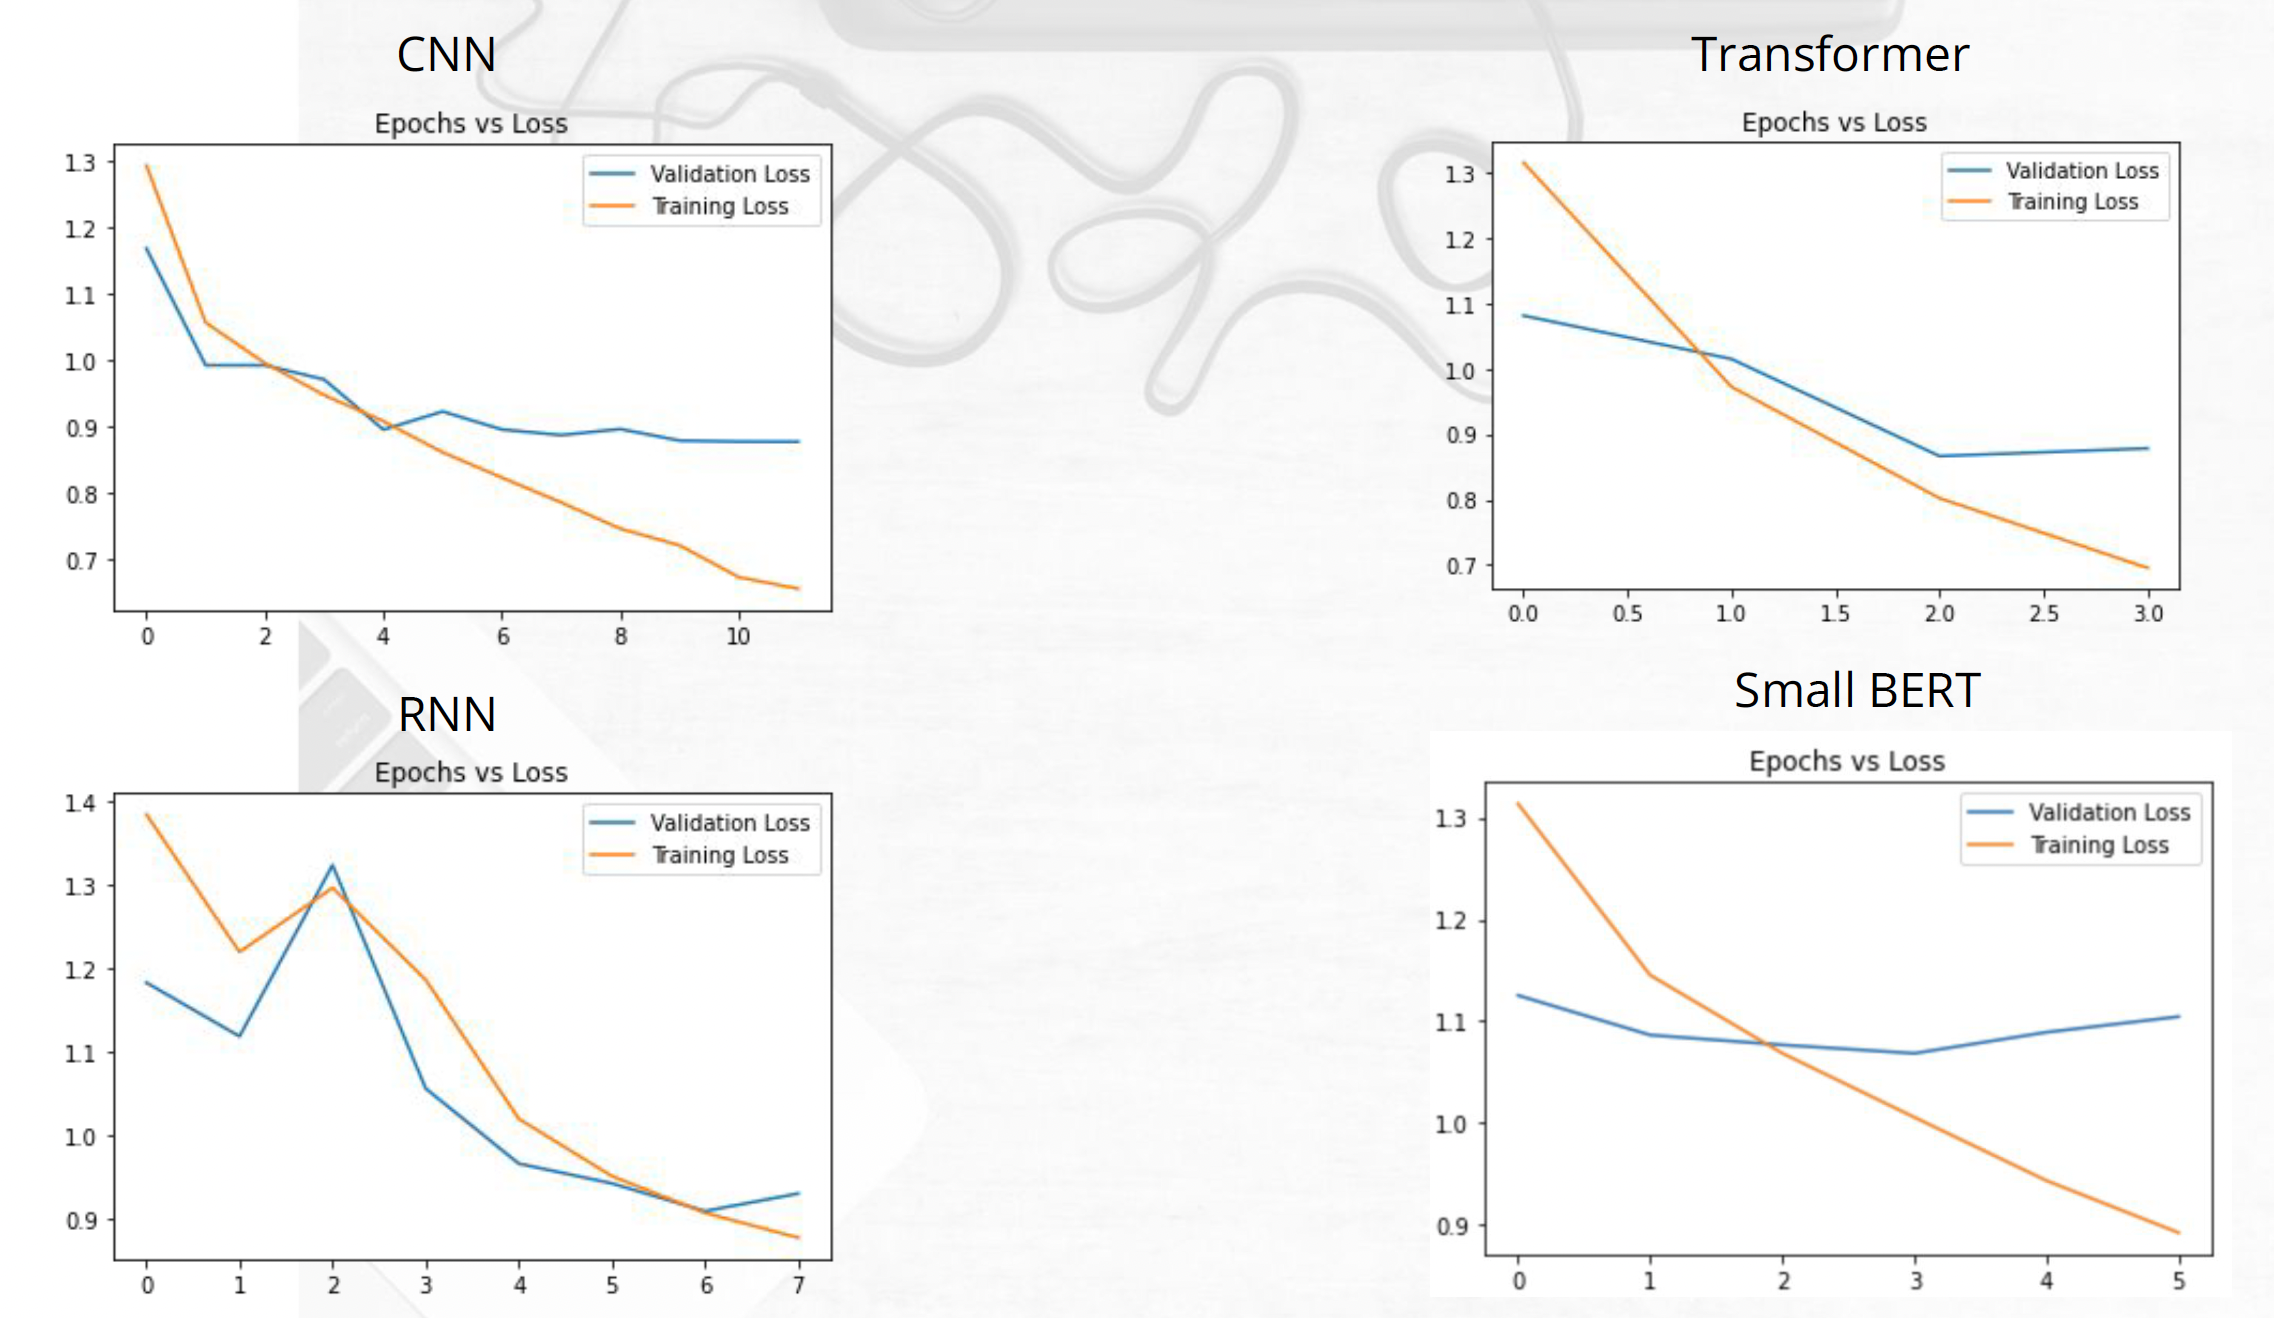 CNN
Epochs vs Loss
Validation Loss
Training Loss
1.3
1.2
1.1
1.0
0.9
0.8
0.7
0 2 4 6 8 10
Transformer
Epochs vs Loss
Validation Loss
Training Loss
1.3
1.2
1.1
1.0
0.9
0.8
0.7
0.0 0.5 1.0 1.5 2.0 2.5 3.0
RNN
Epochs vs Loss
Validation Loss
Training Loss
1.4
1.3
1.2
1.1
1.0
0.9
0 1 2 3 4 5 6 7
Small BERT
Epochs vs Loss
Validation Loss
Training Loss
1.3
1.2
1.1
1.0
0.9
0 1 2 3 4 5